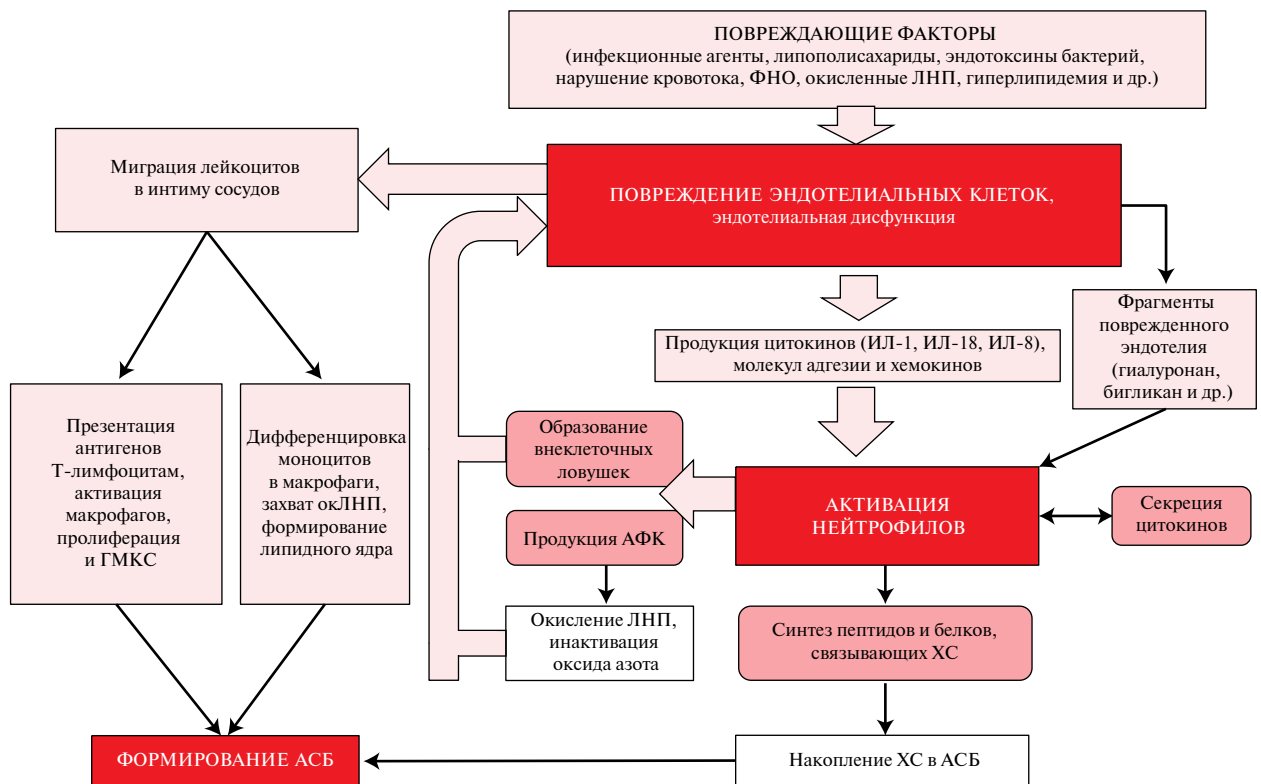 ПОВРЕЖДАЮЩИЕ ФАКТОРЫ
(инфекционные агенты, липополисахариды, эндотоксины бактерий,
нарушение кровотока, ФНО, окисленные ЛНП, гиперлипидемия и др.)
Миграция лейкоцитов
в интиму сосудов
ПОВРЕЖДЕНИЕ ЭНДОТЕЛИАЛЬНЫХ КЛЕТОК,
эндотелиальная дисфункция
Продукция цитокинов (ИЛ-1, ИЛ-18, ИЛ-8),
молекул адгезии и хемокинов
Фрагменты
поврежденного
эндотелия
(гиалуронан,
бигликан и др.)
Презентация
антигенов
Т-лимфоцитам,
активация
макрофагов,
пролиферация
и ГМКС
Дифференцировка
моноцитов
в макрофаги,
захват окЛНП,
формирование
липидного ядра
Образование
внеклеточных
ловушек
Продукция АФК
АКТИВАЦИЯ
НЕЙТРОФИЛОВ
Секреция
цитокинов
Окисление ЛНП,
инактивация
оксида азота
Синтез пептидов и белков,
связывающих ХС
ФОРМИРОВАНИЕ АСБ
Накопление ХС в АСБ